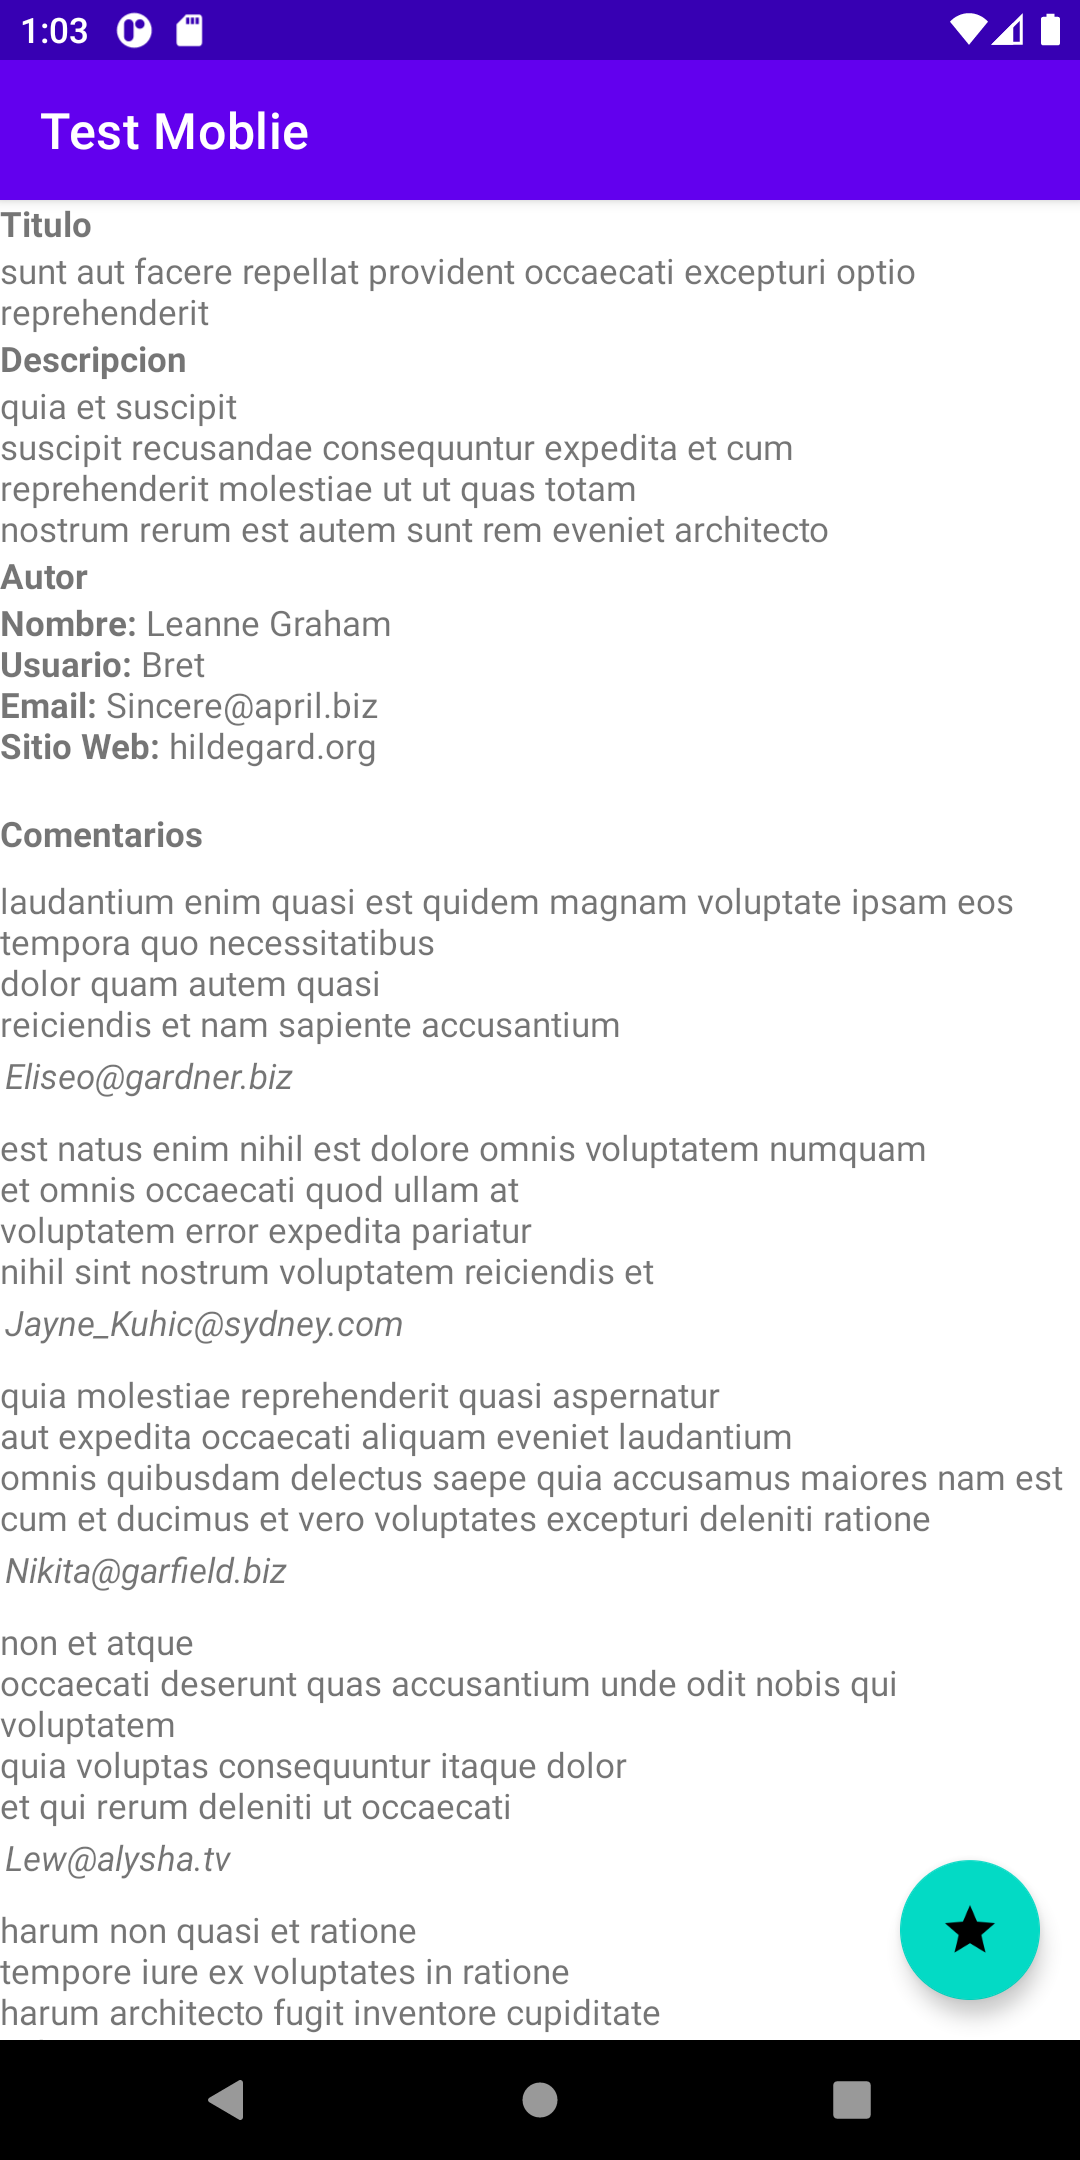 1:03
Test Moblie
Titulo
sunt aut facere repellat provident occaecati excepturi optio
reprehenderit
Descripcion
quia et suscipit
suscipit recusandae consequuntur expedita et cum
reprehenderit molestiae ut ut quas totam
nostrum rerum est autem sunt rem eveniet architecto
Autor
Nombre: Leanne Graham
Usuario: Bret
Email: Sincere@april.biz
Sitio Web: hildegard.org
Comentarios
laudantium enim quasi est quidem magnam voluptate ipsam eos
tempora quo necessitatibus
dolor quam autem quasi
reiciendis et nam sapiente accusantium
Eliseo@gardner.biz
est natus enim nihil est dolore omnis voluptatem numquam
et omnis occaecati quod ullam at
voluptatem error expedita pariatur
nihil sint nostrum voluptatem reiciendis et
Jayne_Kuhic@sydney.com
quia molestiae reprehenderit quasi aspernatur
aut expedita occaecati aliquam eveniet laudantium
omnis quibusdam delectus saepe quia accusamus maiores nam est
cum et ducimus et vero voluptates excepturi deleniti ratione
Nikita@garfield.biz
non et atque
occaecati deserunt quas accusantium unde odit nobis qui
voluptatem
quia voluptas consequuntur itaque dolor
et qui rerum deleniti ut occaecati
Lew@alysha.tv
harum non quasi et ratione
tempore iure ex voluptates in ratione
harum architecto fugit inventore cupiditate